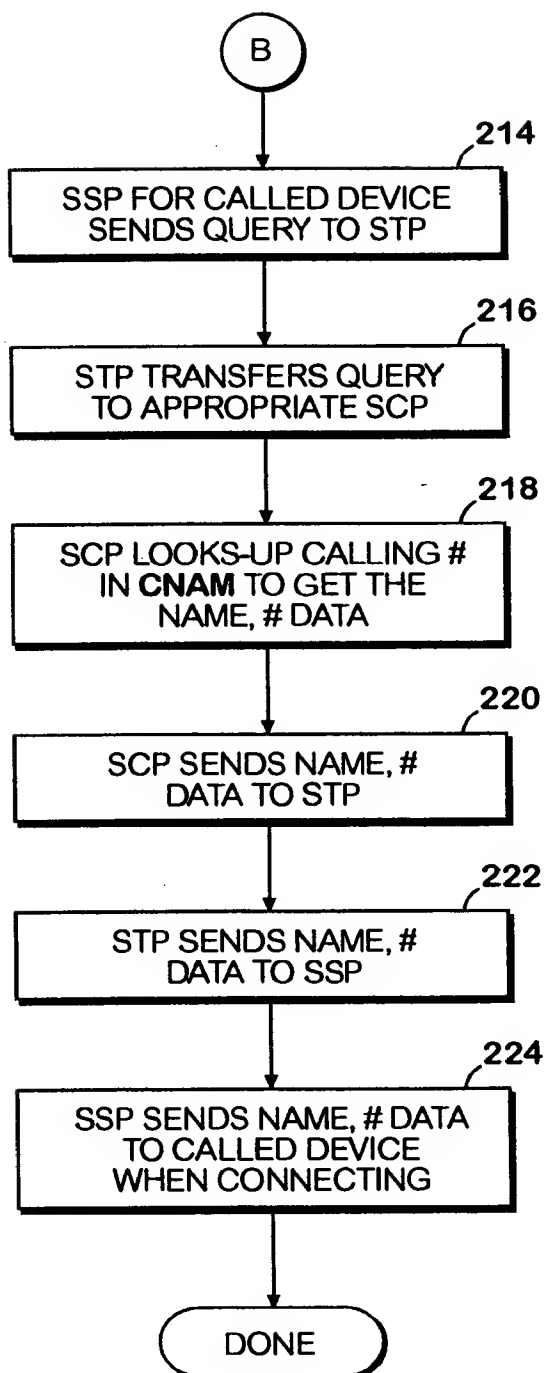 B
214
SSP FOR CALLED DEVICE
SENDS QUERY TO STP
216
STP TRANSFERS QUERY
TO APPROPRIATE SCP
218
SCP LOOKS-UP CALLING #
IN CNAM TO GET THE
NAME, # DATA
220
SCP SENDS NAME, #
DATA TO STP
222
STP SENDS NAME, #
DATA TO SSP
224
SSP SENDS NAME, # DATA
TO CALLED DEVICE
WHEN CONNECTING
DONE